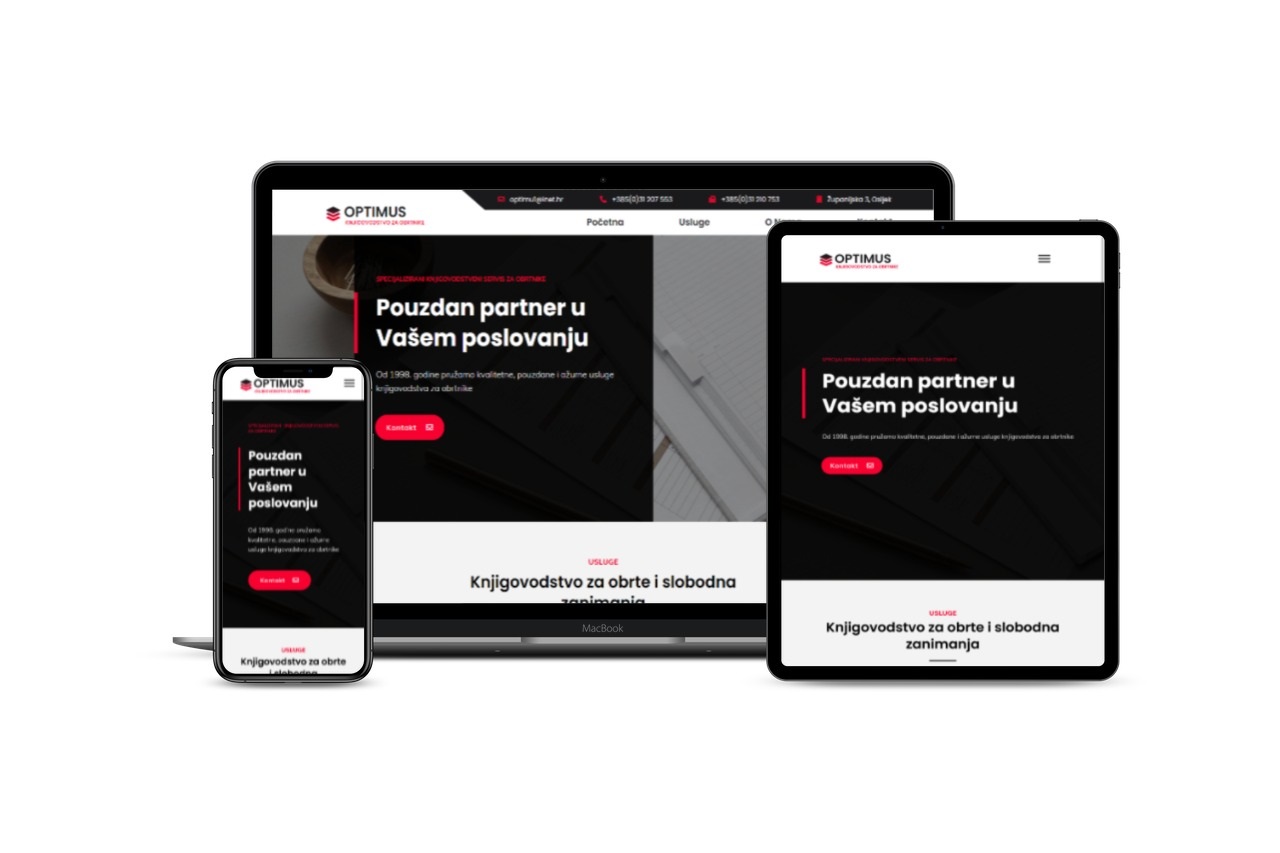 OPTIMUS
KNJIGOVODSTVO ZA OBRTNIKE
+385(0)31 207 553
+385(0)31 210 753
Županijska 3, Osijek
Početna
Usluge
SPECIJALIZIRANI KNJIGOVODSTVENI SERVIS ZA OBRTNIKE
Pouzdan partner u
Vašem poslovanju
Od 1998. godine pružamo kvalitetne, pouzdane i ažurne usluge
knjigovodstva za obrtnike
Kontakt
USLUGE
Knjigovodstvo za obrte i slobodna
zanimanja
MacBook
OPTIMUS
KNJIGOVODSTVO ZA OBRTNIKE
SPECIJALIZIRANI KNJIGOVODSTVENI SERVIS
ZA OBRTNIKE
Pouzdan
partner u
Vašem
poslovanju
Od 1998. godine pružamo
kvalitetne, pouzdane i ažurne
usluge knjigovodstva za obrtnike
Kontakt
USLUGE
Knjigovodstvo za obrte
i slobodna
OPTIMUS
KNJIGOVODSTVO ZA OBRTNIKE
SPECIJALIZIRANI KNJIGOVODSTVENI SERVIS ZA OBRTNIKE
Pouzdan partner u
Vašem poslovanju
Od 1998. godine pružamo kvalitetne, pouzdane i ažurne usluge knjigovodstva za obrtnike
Kontakt
USLUGE
Knjigovodstvo za obrte i slobodna
zanimanja